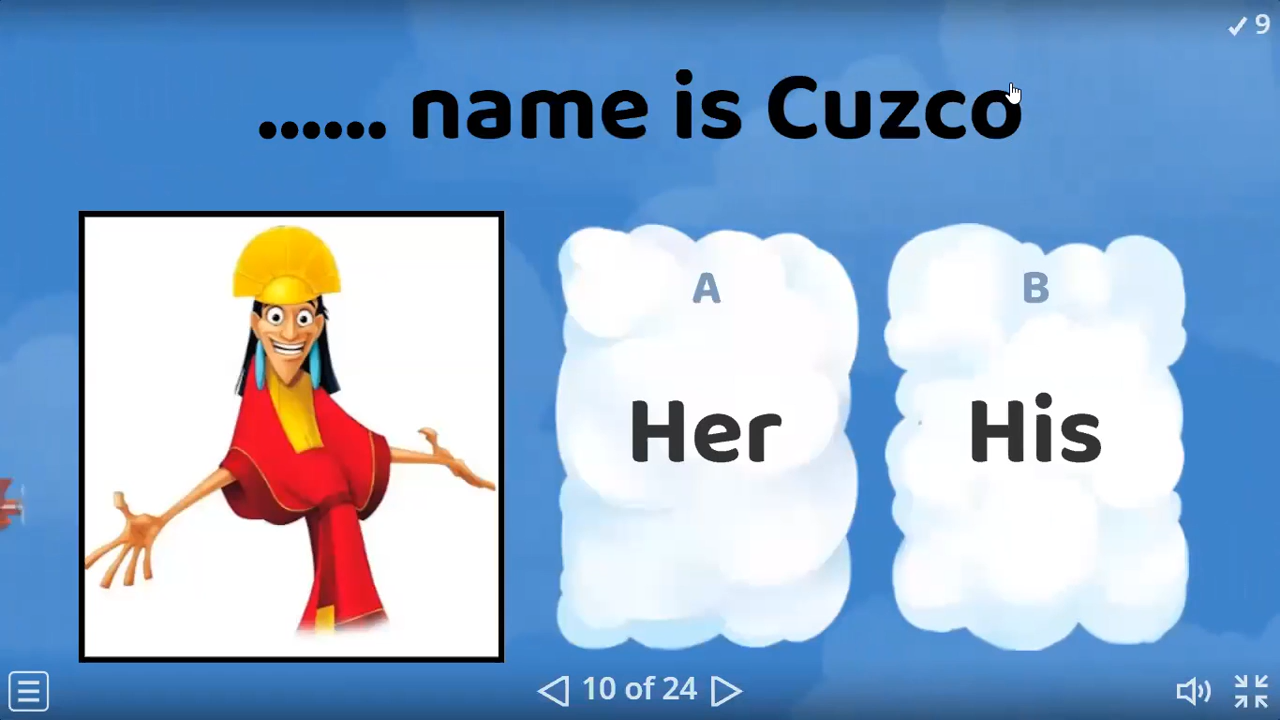 9
...... name is Cuzco
A
B
Her
His
10 of 24